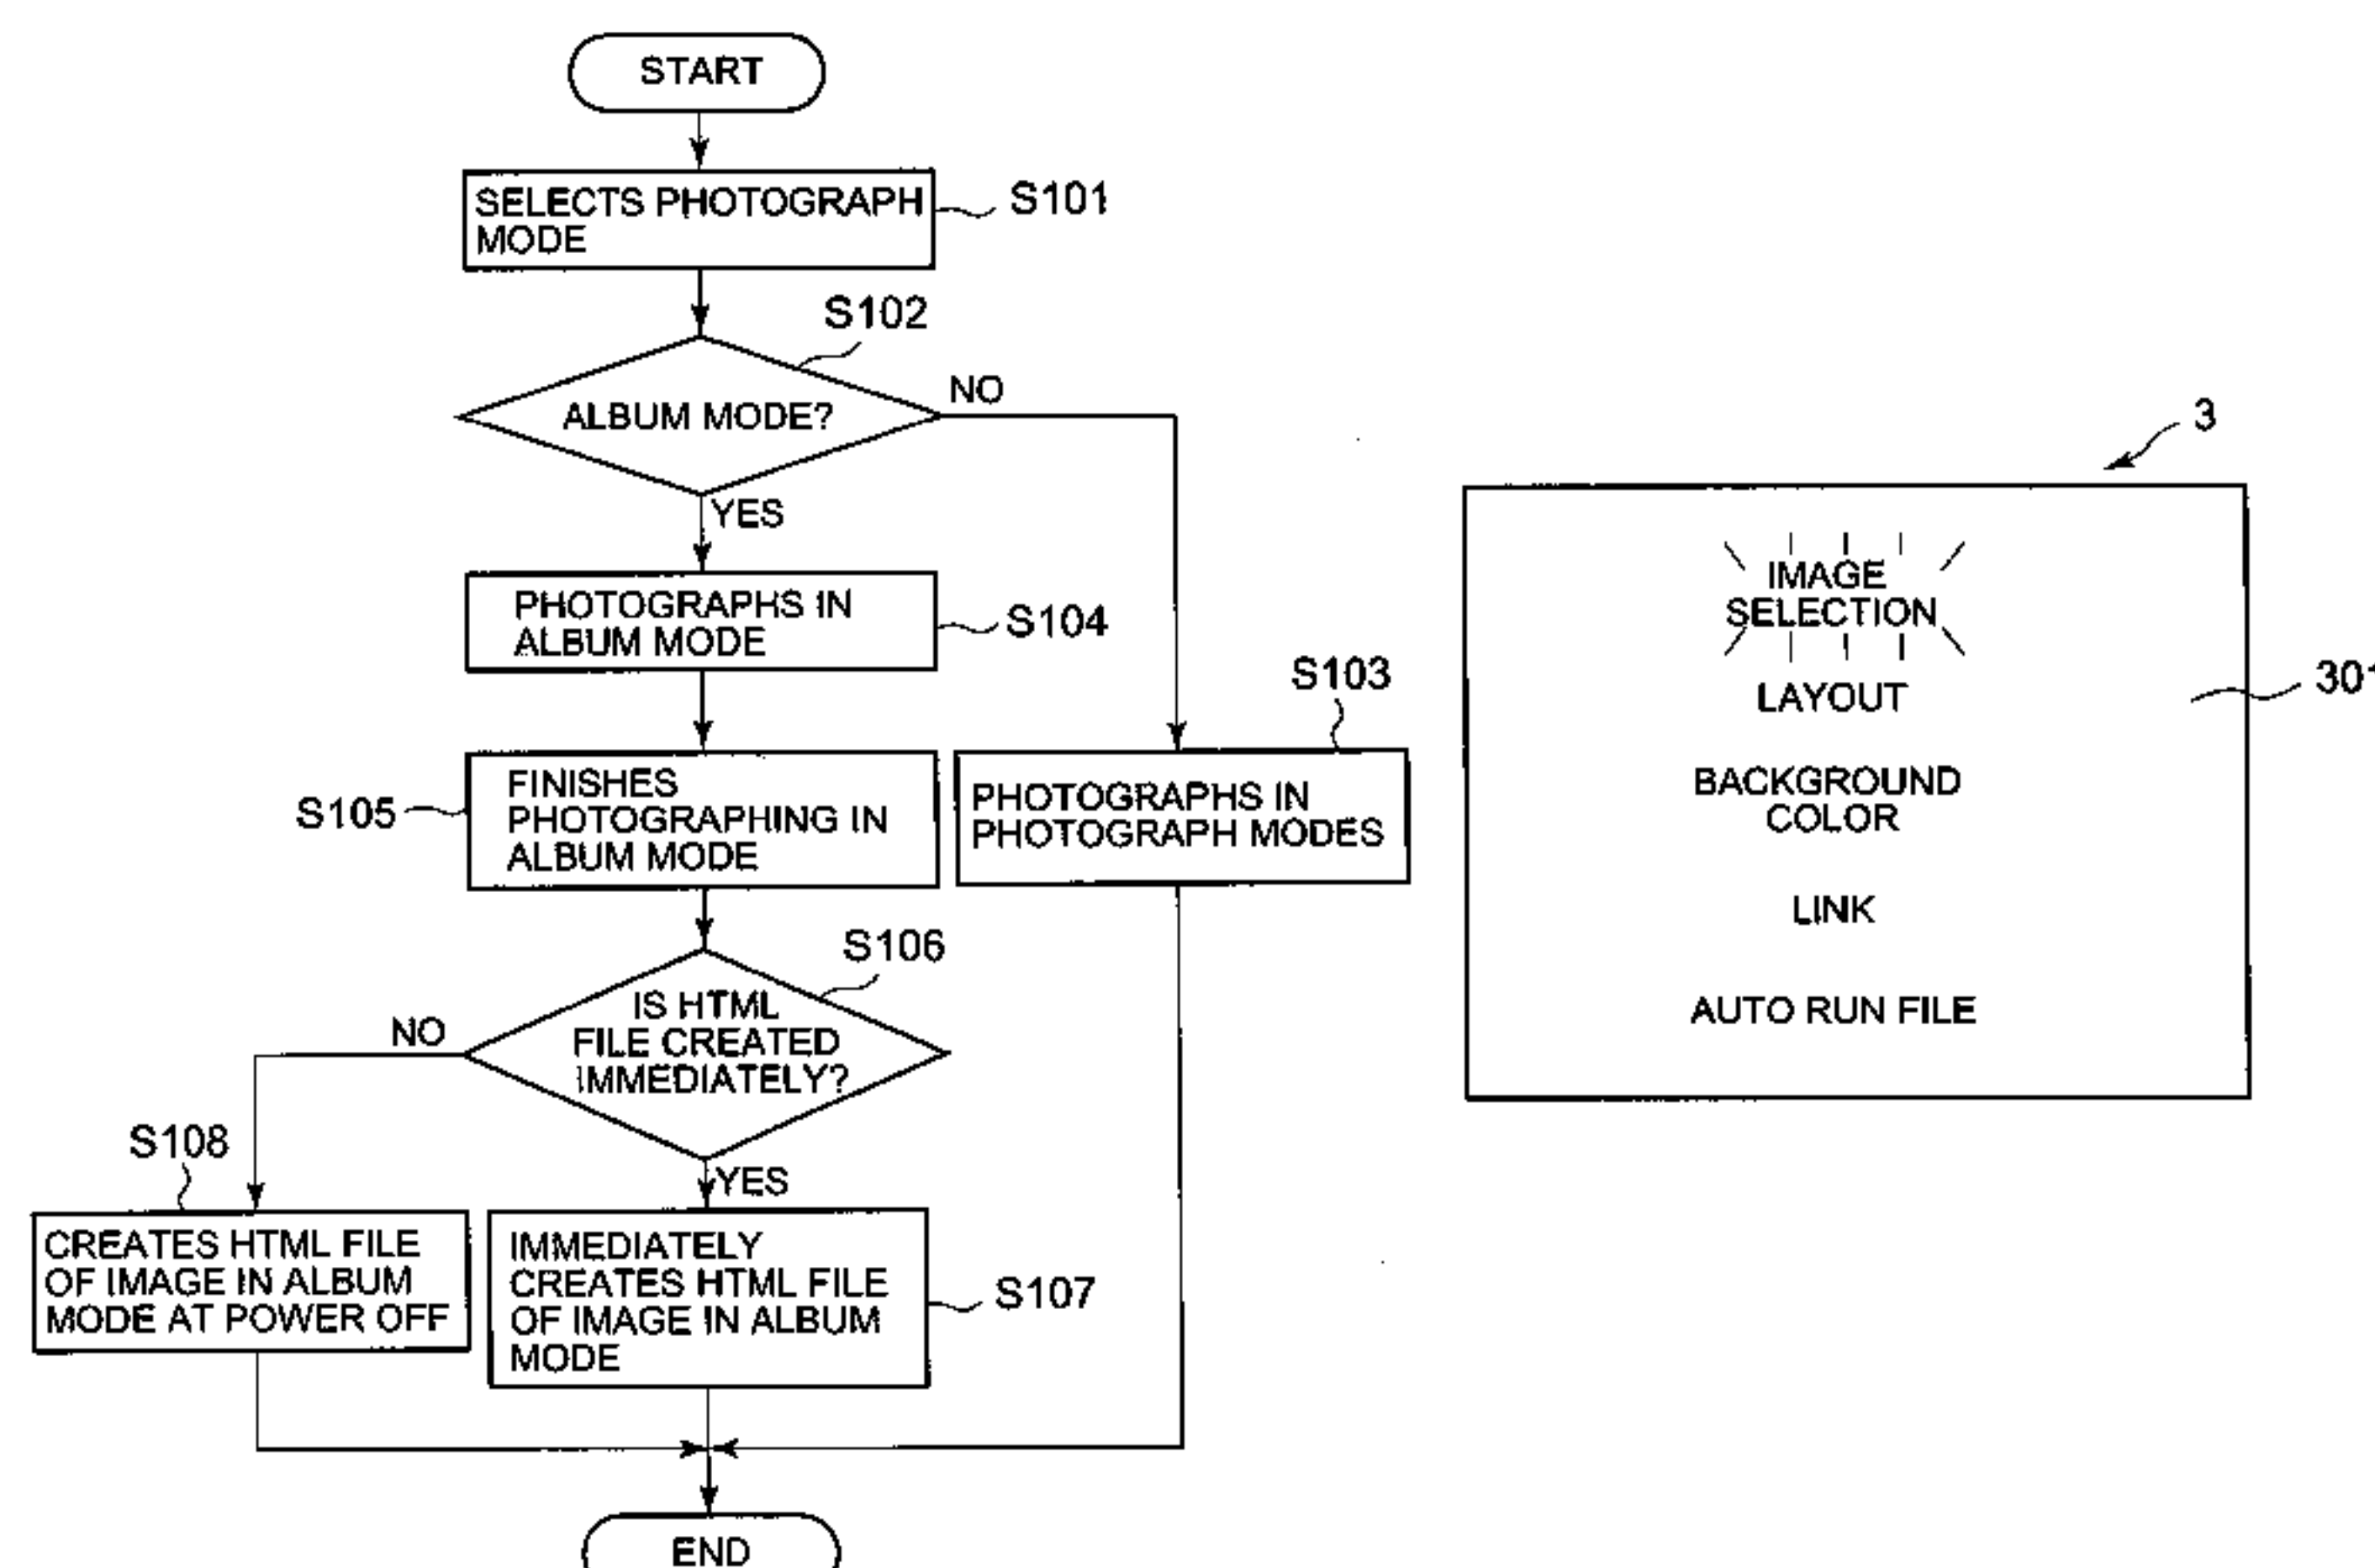 START
SELECTS PHOTOGRAPH
MODE
S101
S102
ALBUM MODE?
NO
YES
PHOTOGRAPHS IN
ALBUM MODE
S104
S103
FINISHES
PHOTOGRAPHING IN
ALBUM MODE
S105
PHOTOGRAPHS IN
PHOTOGRAPH MODES
S106
IS HTML
FILE CREATED
IMMEDIATELY?
NO
YES
S108
CREATES HTML FILE
OF IMAGE IN ALBUM
MODE AT POWER OFF
IMMEDIATELY
CREATES HTML FILE
OF IMAGE IN ALBUM
MODE
S107
END
3
IMAGE
SELECTION
LAYOUT
301
BACKGROUND
COLOR
LINK
AUTO RUN FILE